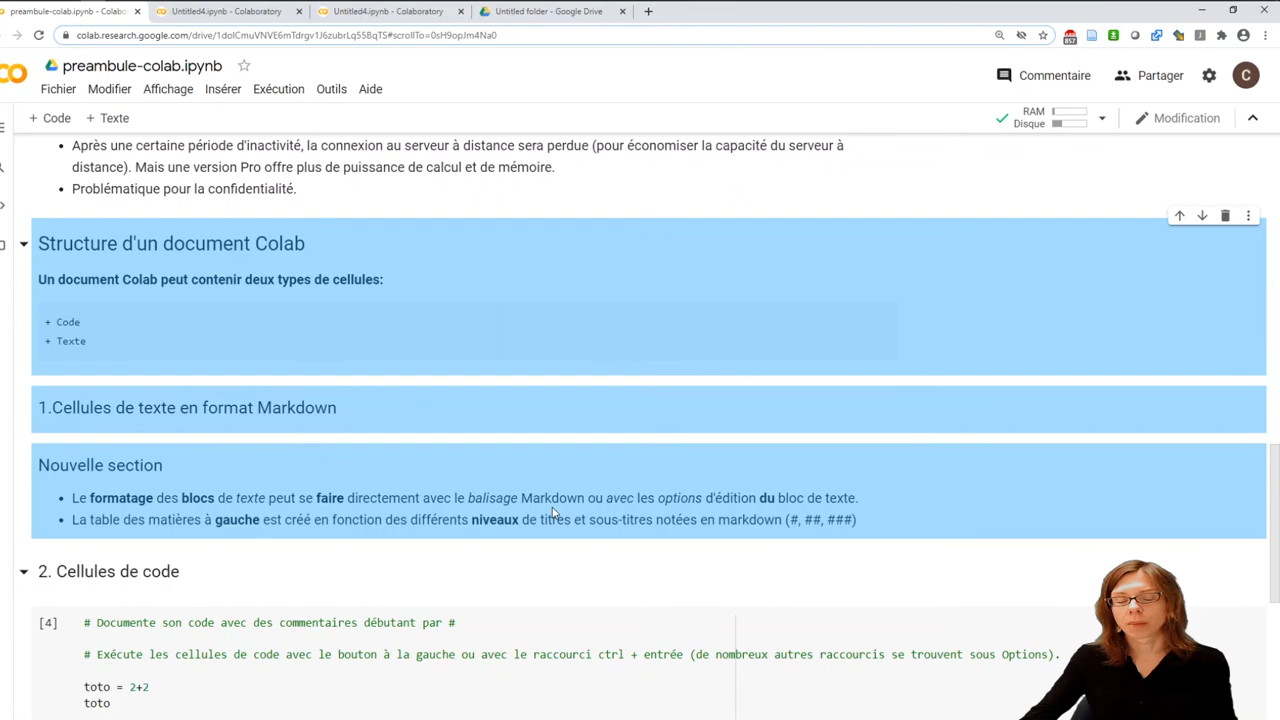 preambule-colab.ipynb - Colabo
Untitled4.ipynb - Colaboratory
Untitled4.ipynb - Colaboratory
Untitled folder - Google Drive
colab.research.google.com/drive/1dolCmuVNVE6mTdrgv1J6zubrLq55BqTS#scrollTo=0sH9opJm4Na0
857
preambule-colab.ipynb
Fichier Modifier Affichage Insérer Exécution Outils Aide
Commentaire
Partager
C
+ Code + Texte
RAM
Disque
Modification
• Après une certaine période d'inactivité, la connexion au serveur à distance sera perdue (pour économiser la capacité du serveur à
distance). Mais une version Pro offre plus de puissance de calcul et de mémoire.
• Problématique pour la confidentialité.
Structure d'un document Colab
Un document Colab peut contenir deux types de cellules:
+ Code
+ Texte
1.Cellules de texte en format Markdown
Nouvelle section
• Le formatage des blocs de texte peut se faire directement avec le balisage Markdown ou avec les options d'édition du bloc de texte.
• La table des matières à gauche est créé en fonction des différents niveaux de titres et sous-titres notées en markdown (#, ##, ###)
2. Cellules de code
[4] # Documente son code avec des commentaires débutant par #
# Exécute les cellules de code avec le bouton à la gauche ou avec le raccourci ctrl + entrée (de nombreux autres raccourcis se trouvent sous Options).
toto = 2+2
toto